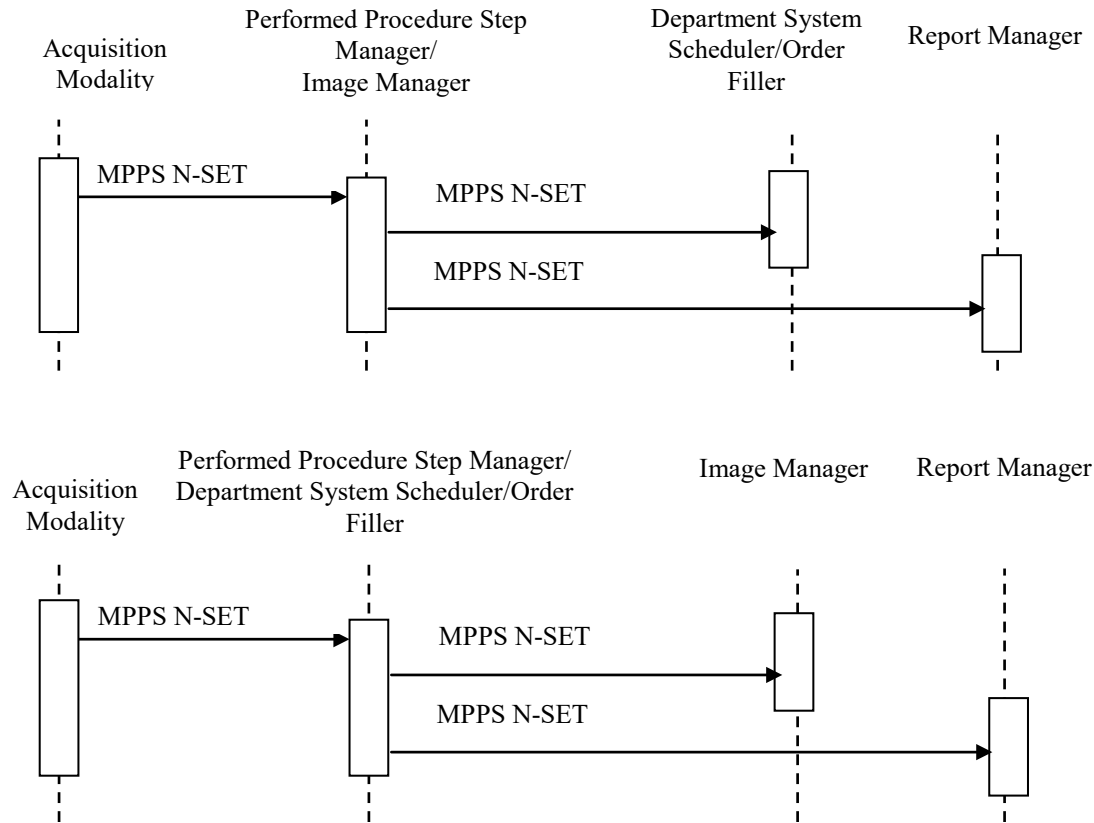 Acquisition
Modality
Performed Procedure Step
Manager/
Image Manager
Department System
Scheduler/Order
Filler
Report Manager
MPPS N-SET
MPPS N-SET
MPPS N-SET
Acquisition
Modality
Performed Procedure Step Manager/
Department System Scheduler/Order
Filler
Image Manager
Report Manager
MPPS N-SET
MPPS N-SET
MPPS N-SET